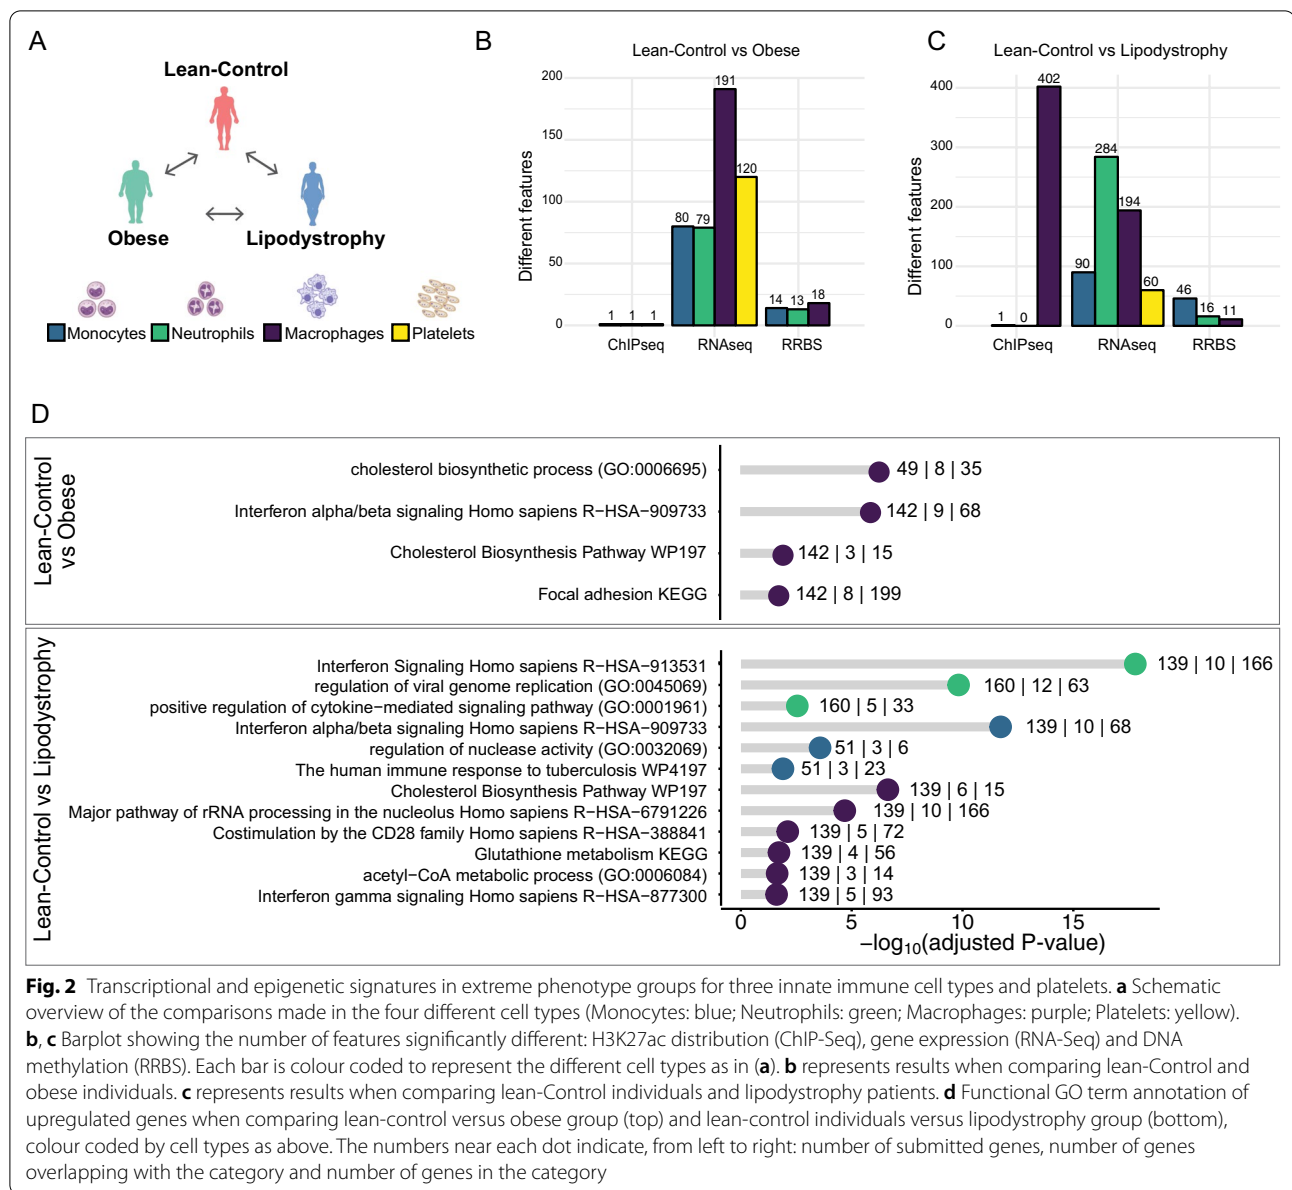 A
Lean-Control
Obese
Lipodystrophy
Monocytes Neutrophils Macrophages Platelets
B
Lean-Control vs Obese
Different features
200
150
100
50
0
1 1 1
80 79 191 120
14 13 18
ChIPseq RNAseq RRBS
C
Lean-Control vs Lipodystrophy
Different features
400
300
200
100
0
1 0 402
90 284 194 60
46 16 11
ChIPseq RNAseq RRBS
D
Lean-Control
vs Obese
cholesterol biosynthetic process (GO:0006695) 49 | 8 | 35
Interferon alpha/beta signaling Homo sapiens R−HSA−909733 142 | 9 | 68
Cholesterol Biosynthesis Pathway WP197 142 | 3 | 15
Focal adhesion KEGG 142 | 8 | 199
Lean-Control vs Lipodystrophy
Interferon Signaling Homo sapiens R−HSA−913531 139 | 10 | 166
regulation of viral genome replication (GO:0045069) 160 | 12 | 63
positive regulation of cytokine−mediated signaling pathway (GO:0001961) 160 | 5 | 33
Interferon alpha/beta signaling Homo sapiens R−HSA−909733 139 | 10 | 68
regulation of nuclease activity (GO:0032069) 51 | 3 | 6
The human immune response to tuberculosis WP4197 51 | 3 | 23
Cholesterol Biosynthesis Pathway WP197 139 | 6 | 15
Major pathway of rRNA processing in the nucleolus Homo sapiens R−HSA−6791226 139 | 10 | 166
Costimulation by the CD28 family Homo sapiens R−HSA−388841 139 | 5 | 72
Glutathione metabolism KEGG 139 | 4 | 56
acetyl−CoA metabolic process (GO:0006084) 139 | 3 | 14
Interferon gamma signaling Homo sapiens R−HSA−877300 139 | 5 | 93
0 5 10 15
−log10(adjusted P-value)
Fig. 2 Transcriptional and epigenetic signatures in extreme phenotype groups for three innate immune cell types and platelets. a Schematic
overview of the comparisons made in the four different cell types (Monocytes: blue; Neutrophils: green; Macrophages: purple; Platelets: yellow).
b, c Barplot showing the number of features significantly different: H3K27ac distribution (ChIP-Seq), gene expression (RNA-Seq) and DNA
methylation (RRBS). Each bar is colour coded to represent the different cell types as in (a). b represents results when comparing lean-Control and
obese individuals. c represents results when comparing lean-Control individuals and lipodystrophy patients. d Functional GO term annotation of
upregulated genes when comparing lean-control versus obese group (top) and lean-control individuals versus lipodystrophy group (bottom),
colour coded by cell types as above. The numbers near each dot indicate, from left to right: number of submitted genes, number of genes
overlapping with the category and number of genes in the category